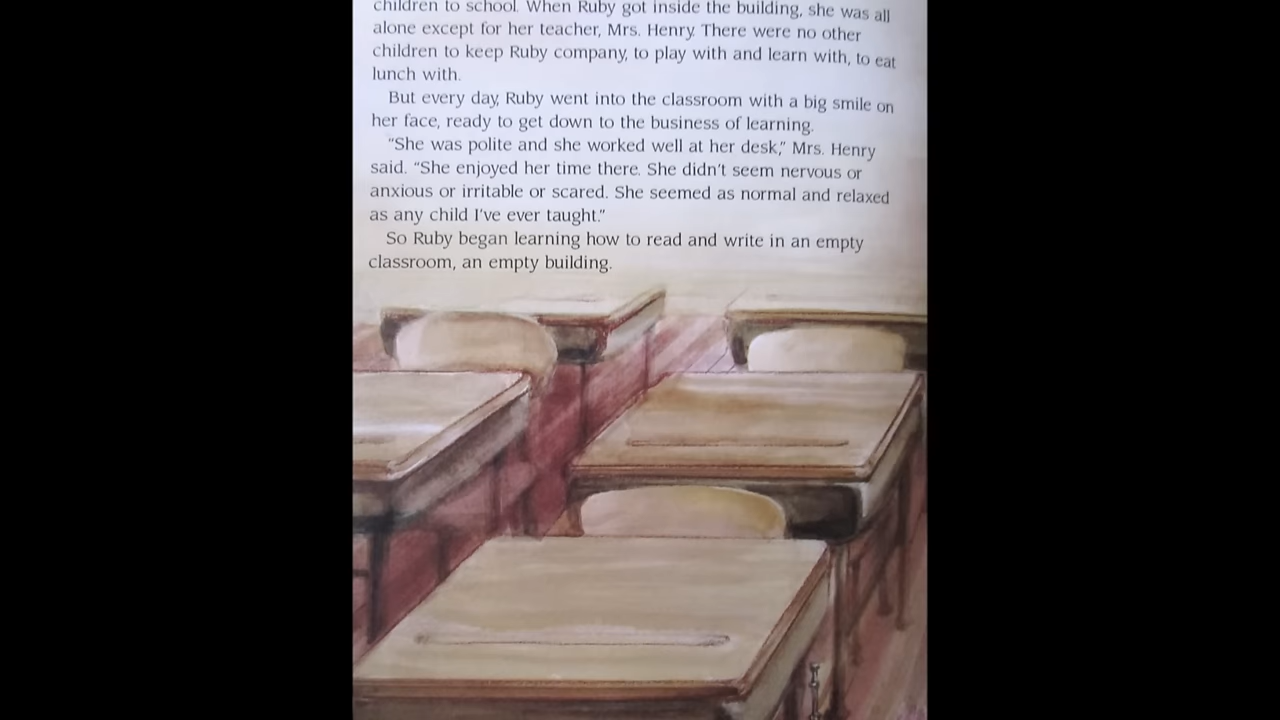 children to school. When Ruby got inside the building, she was all
alone except for her teacher, Mrs. Henry. There were no other
children to keep Ruby company, to play with and learn with, to eat
lunch with.
But every day, Ruby went into the classroom with a big smile on
her face, ready to get down to the business of learning.
“She was polite and she worked well at her desk,” Mrs. Henry
said. “She enjoyed her time there. She didn’t seem nervous or
anxious or irritable or scared. She seemed as normal and relaxed
as any child I’ve ever taught.”
So Ruby began learning how to read and write in an empty
classroom, an empty building.